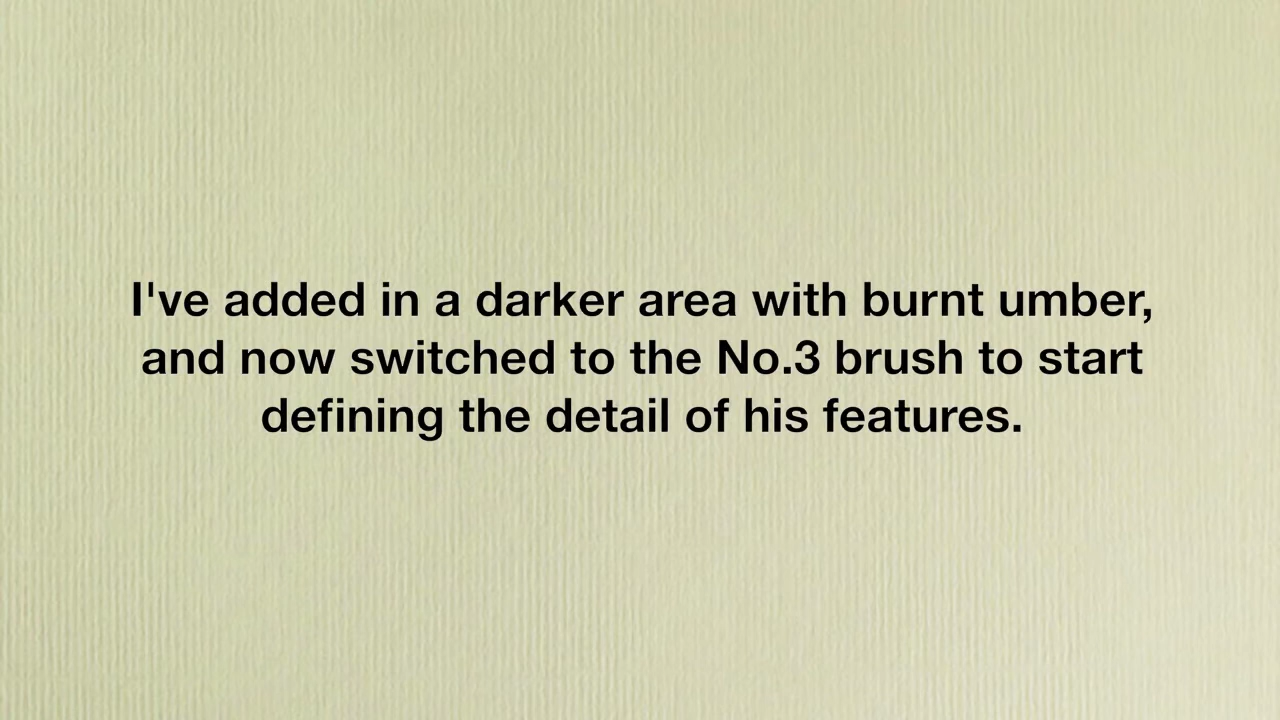 I've added in a darker area with burnt umber,
and now switched to the No.3 brush to start
defining the detail of his features.